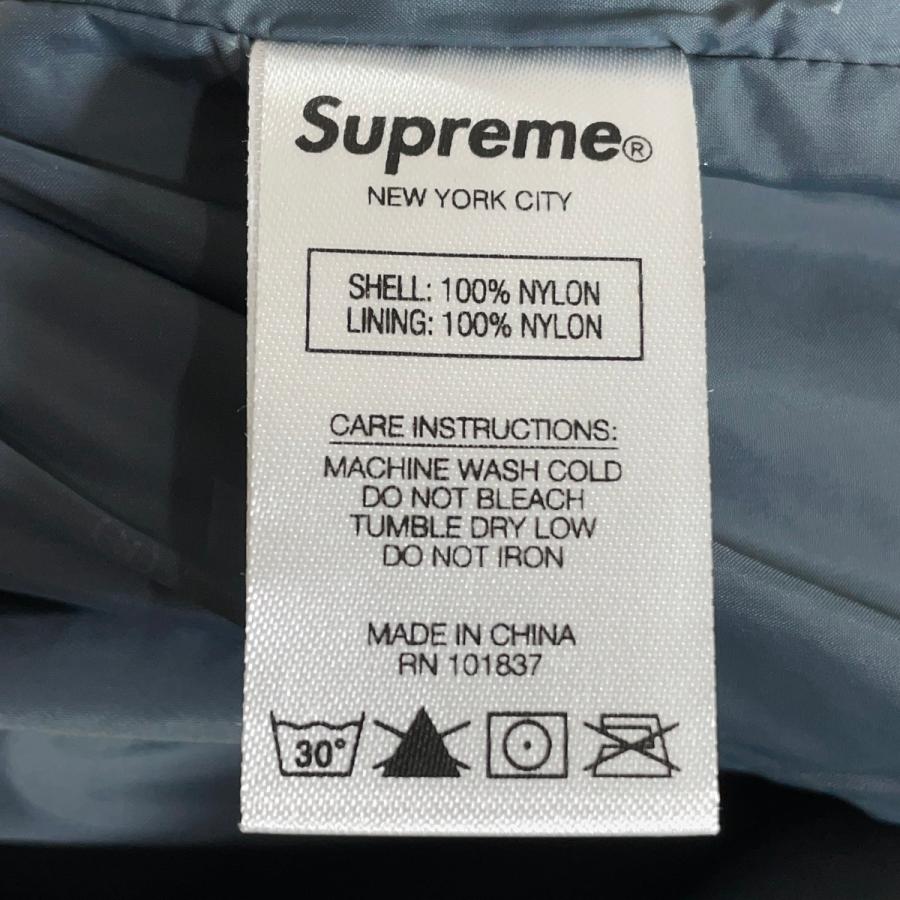 Supreme®
NEW YORK CITY
SHELL: 100% NYLON
LINING: 100% NYLON
CARE INSTRUCTIONS:
MACHINE WASH COLD
DO NOT BLEACH
TUMBLE DRY LOW
DO NOT IRON
MADE IN CHINA
RN 101837
30°